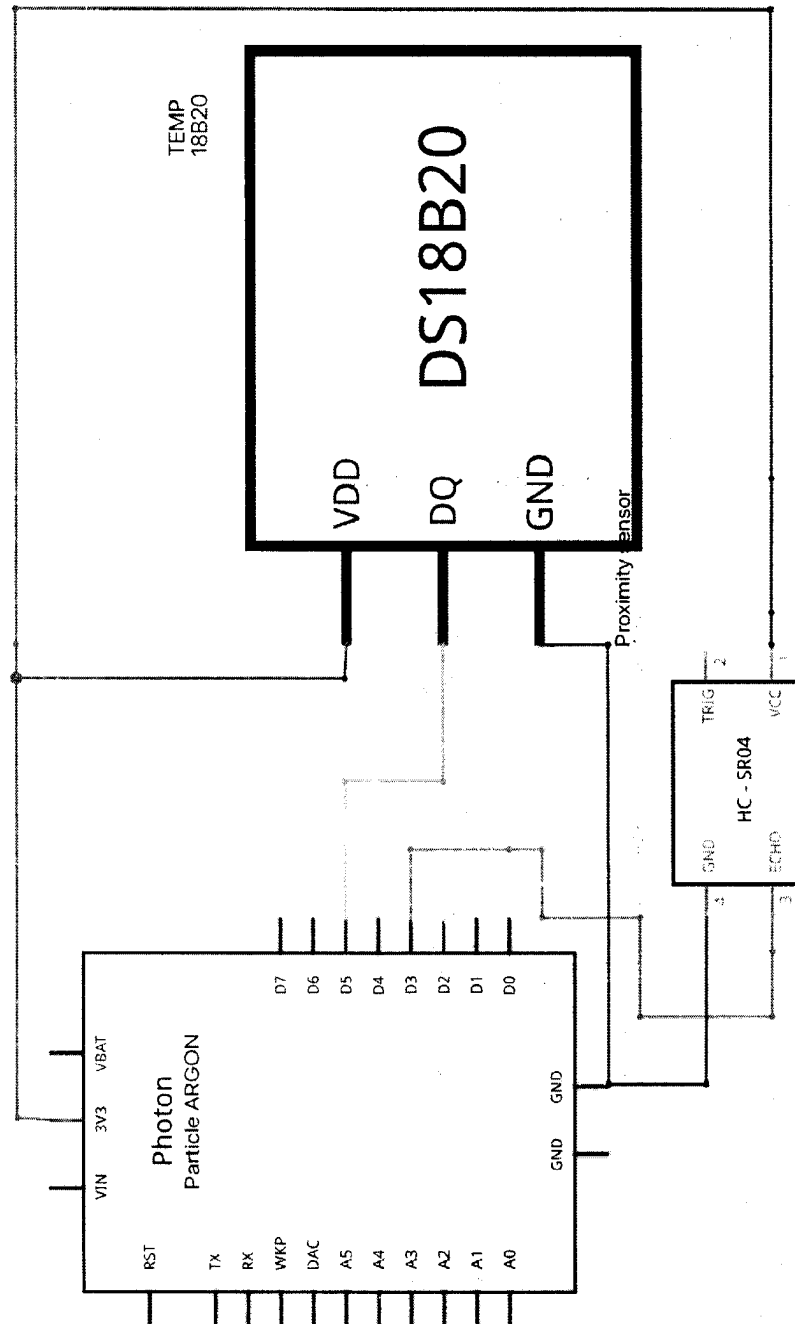 TEMP
18B20
DS18B20
VDD
DQ
GND
Proximity sensor
TRIG
2
VCC
1
HC - SR04
GND
4
ECHO
3
D7
D6
D5
D4
D3
D2
D1
D0
VBAT
3V3
VIN
Photon
Particle ARGON
GND
GND
RST
TX
RX
WKP
DAC
A5
A4
A3
A2
A1
A0